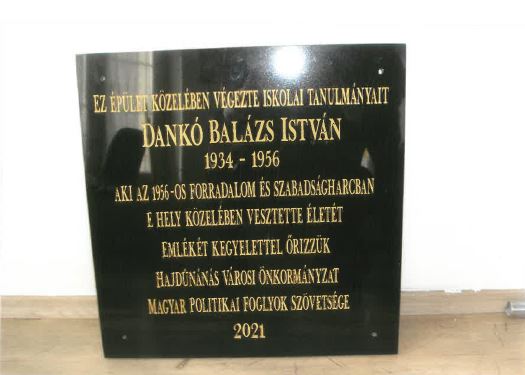 EZ ÉPÜLET KÖZELÉBEN VÉGEZTE ISKOLAI TANULMÁNYAIT
DANKÓ BALÁZS ISTVÁN
1934 - 1956
AKI AZ 1956-OS FORRADALOM ÉS SZABADSÁGHARCBAN
E HELY KÖZELÉBEN VESZTETTE ÉLETÉT
EMLÉKÉT KEGYELETTEL ŐRIZZÜK
HAJDÚNÁNÁS VÁROSI ÖNKORMÁNYZAT
MAGYAR POLITIKAI FOGLYOK SZÖVETSÉGE
2021